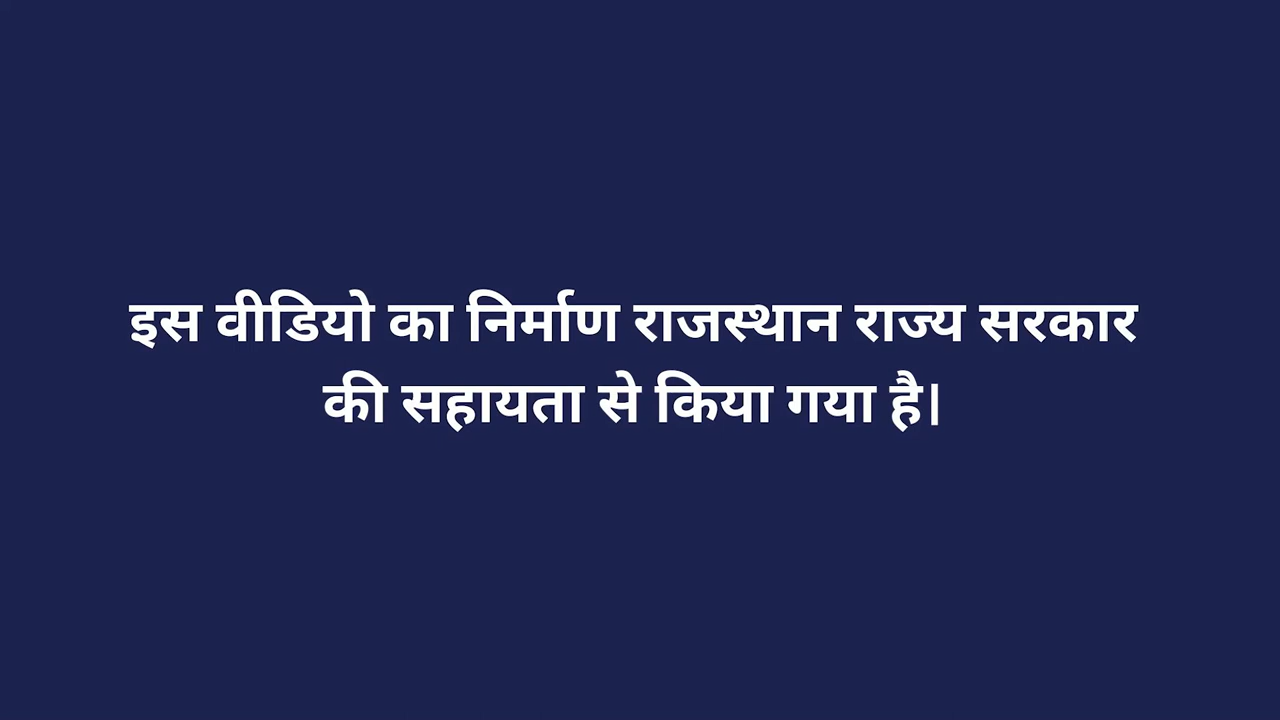 इस वीडियो का निर्माण राजस्थान राज्य सरकार
की सहायता से किया गया है।